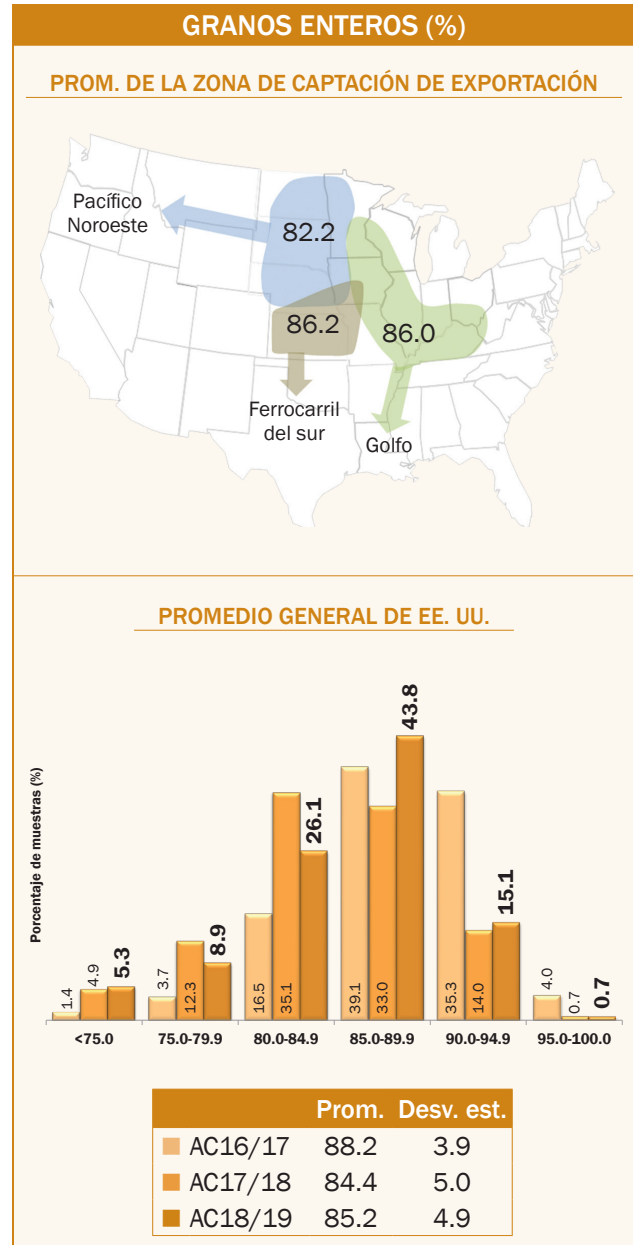 GRANOS ENTEROS (%)
PROM. DE LA ZONA DE CAPTACIÓN DE EXPORTACIÓN
Pacífico
Noroeste
82.2
86.2
86.0
Ferrocarril
del sur
Golfo
PROMEDIO GENERAL DE EE. UU.
Porcentaje de muestras (%)
1.4
4.9
5.3
3.7
12.3
8.9
16.5
35.1
26.1
39.1
33.0
43.8
35.3
14.0
15.1
4.0
0.7
0.7
<75.0 75.0-79.9 80.0-84.9 85.0-89.9 90.0-94.9 95.0-100.0
Prom. Desv. est.
AC16/17 88.2 3.9
AC17/18 84.4 5.0
AC18/19 85.2 4.9